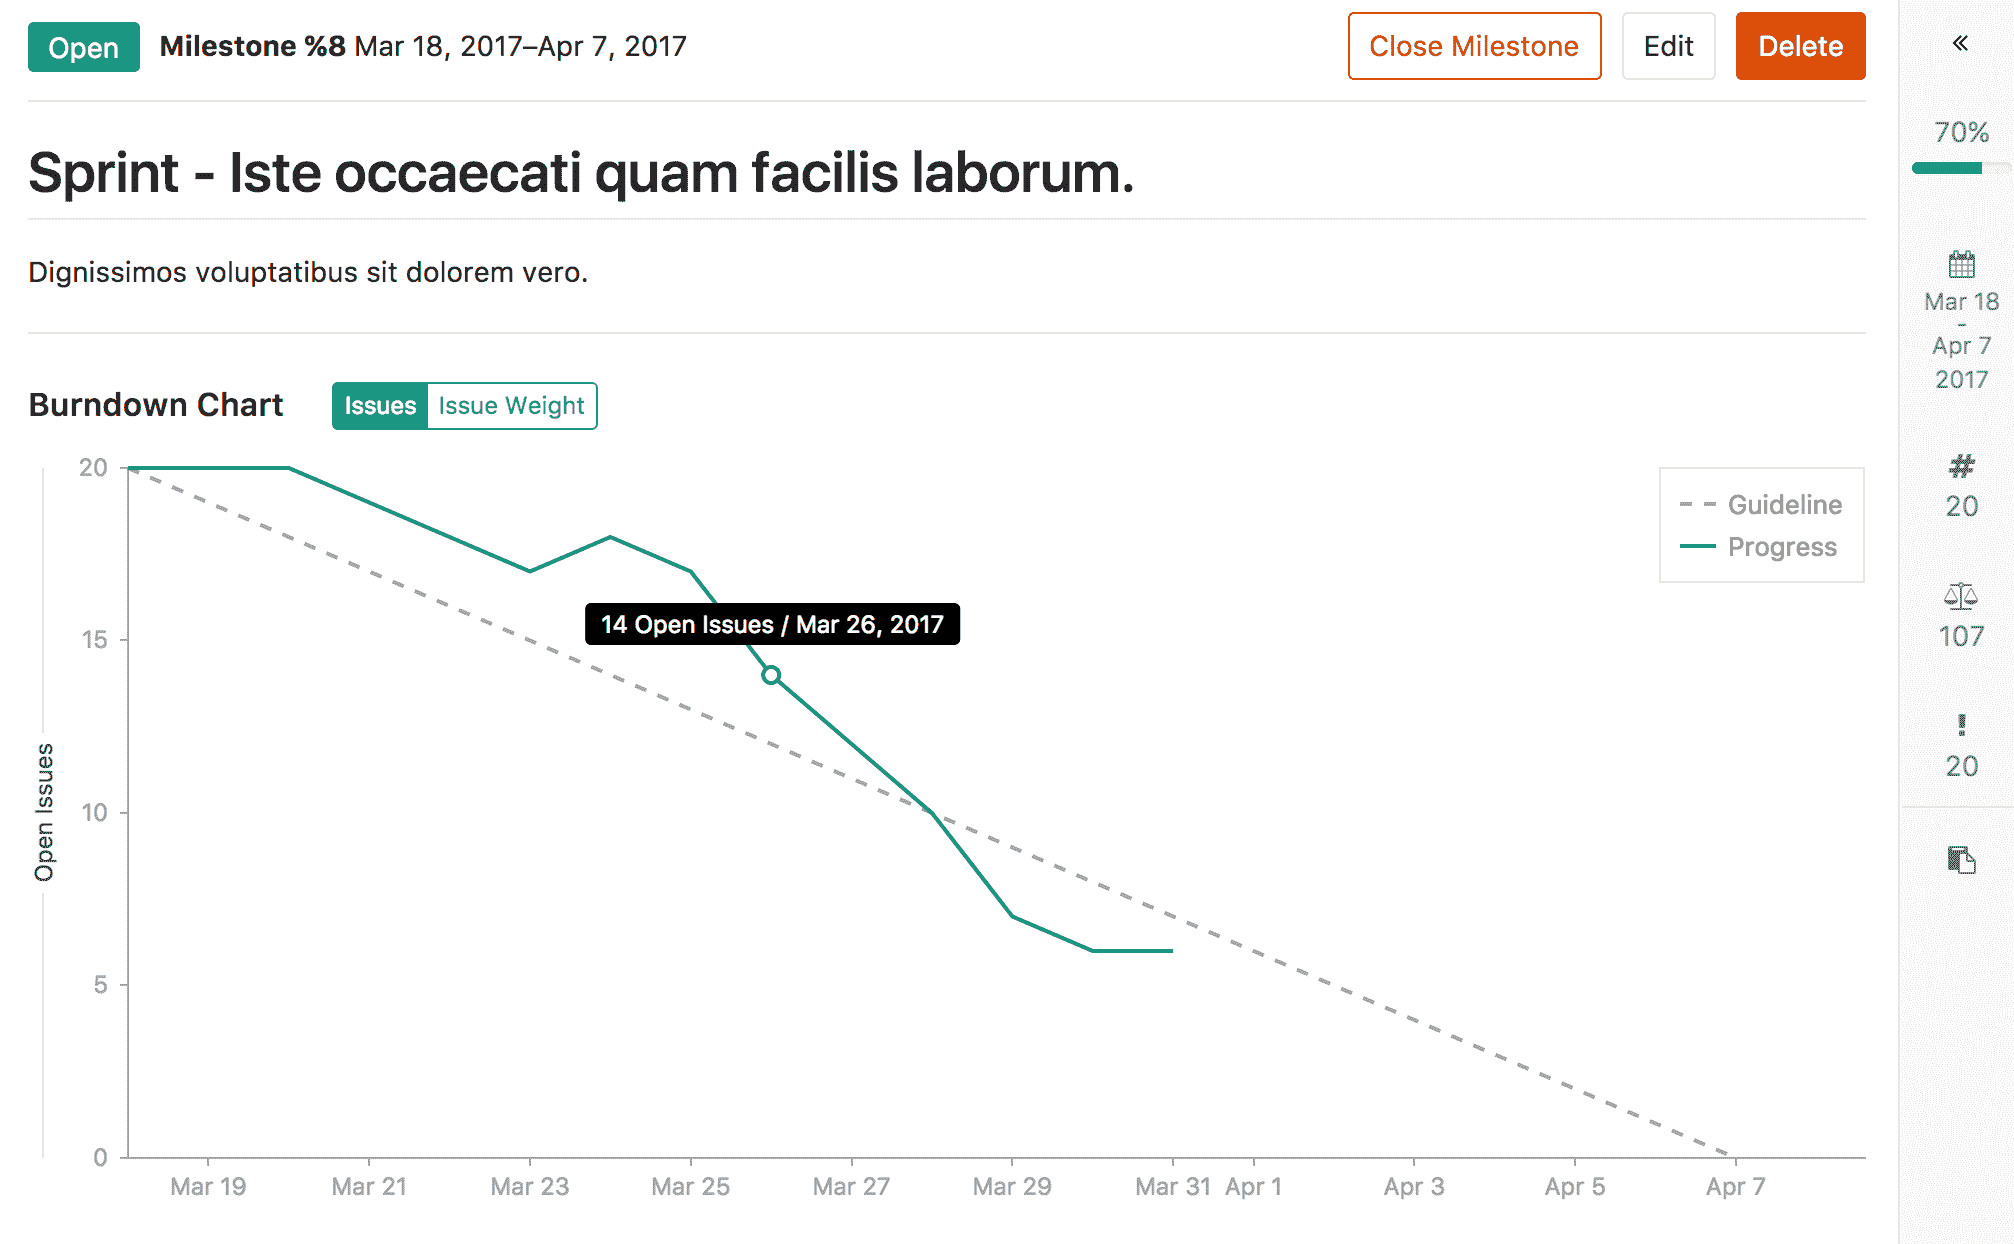 Open Milestone %8 Mar 18, 2017–Apr 7, 2017 Close Milestone Edit Delete
Sprint - Iste occaecati quam facilis laborum.
Dignissimos voluptatibus sit dolorem vero.
Burndown Chart Issues Issue Weight
20
15
10
5
0
Open Issues
14 Open Issues / Mar 26, 2017
Guideline
Progress
Mar 19 Mar 21 Mar 23 Mar 25 Mar 27 Mar 29 Mar 31 Apr 1 Apr 3 Apr 5 Apr 7
«
70%
Mar 18
-
Apr 7
2017
#
20
107
!
20